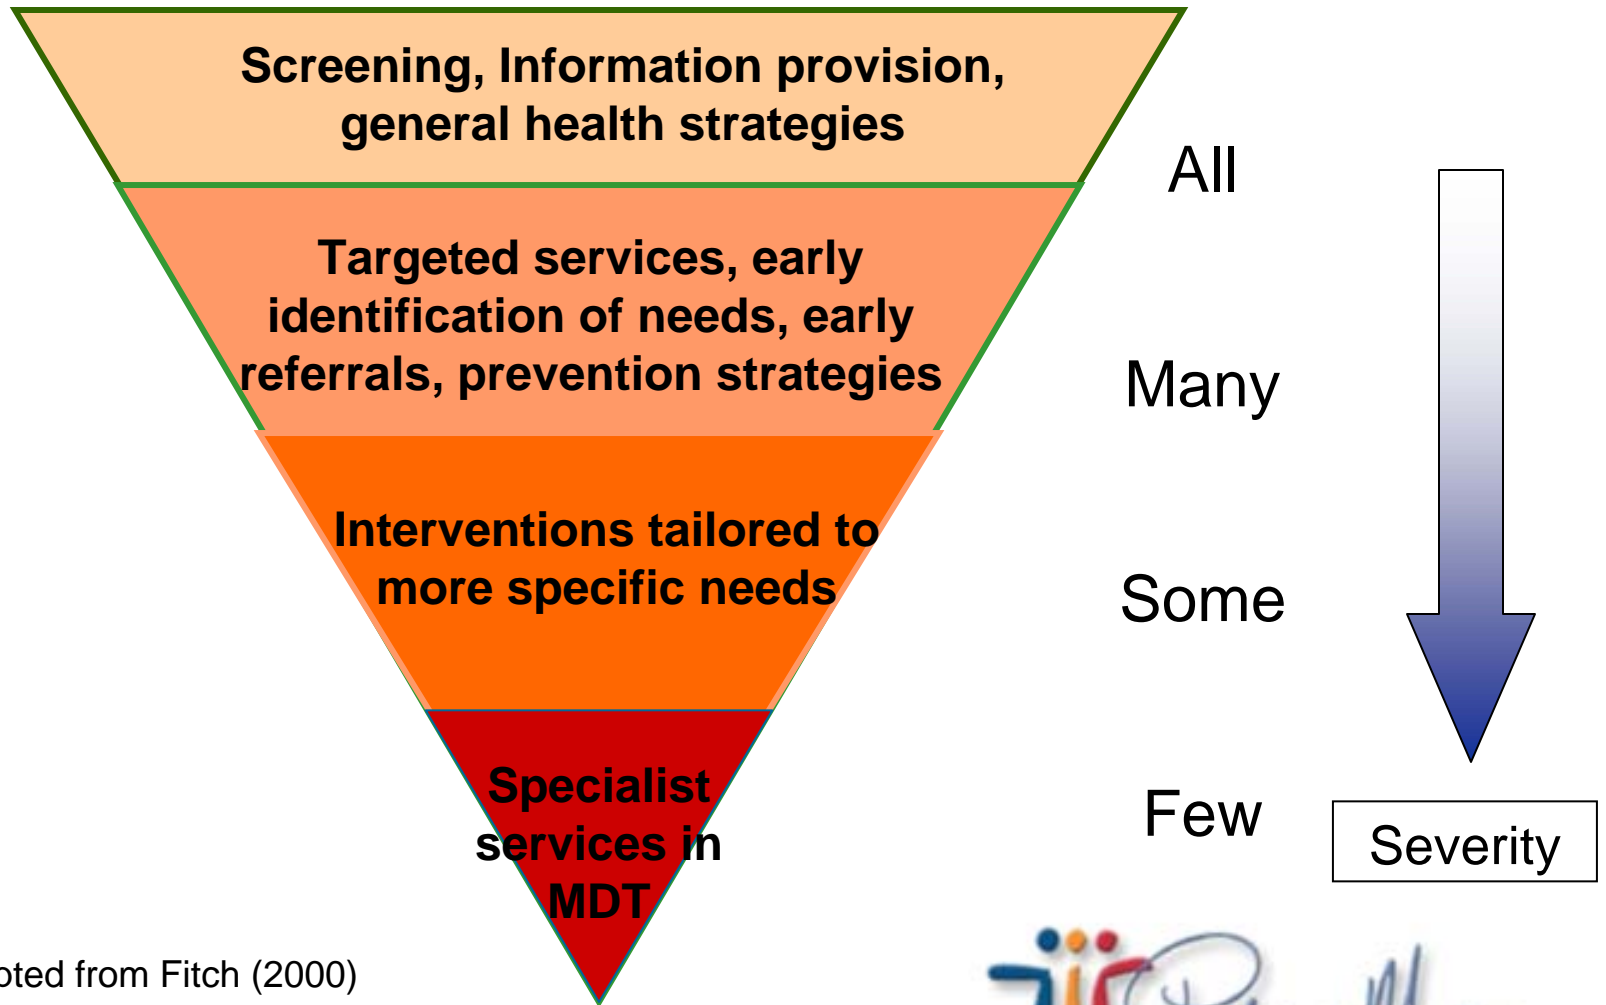 Screening, Information provision,
general health strategies
All
Targeted services, early
identification of needs, early
referrals, prevention strategies
Many
Interventions tailored to
more specific needs
Some
Specialist
services in
MDT
Few
Severity
from Fitch (2000)